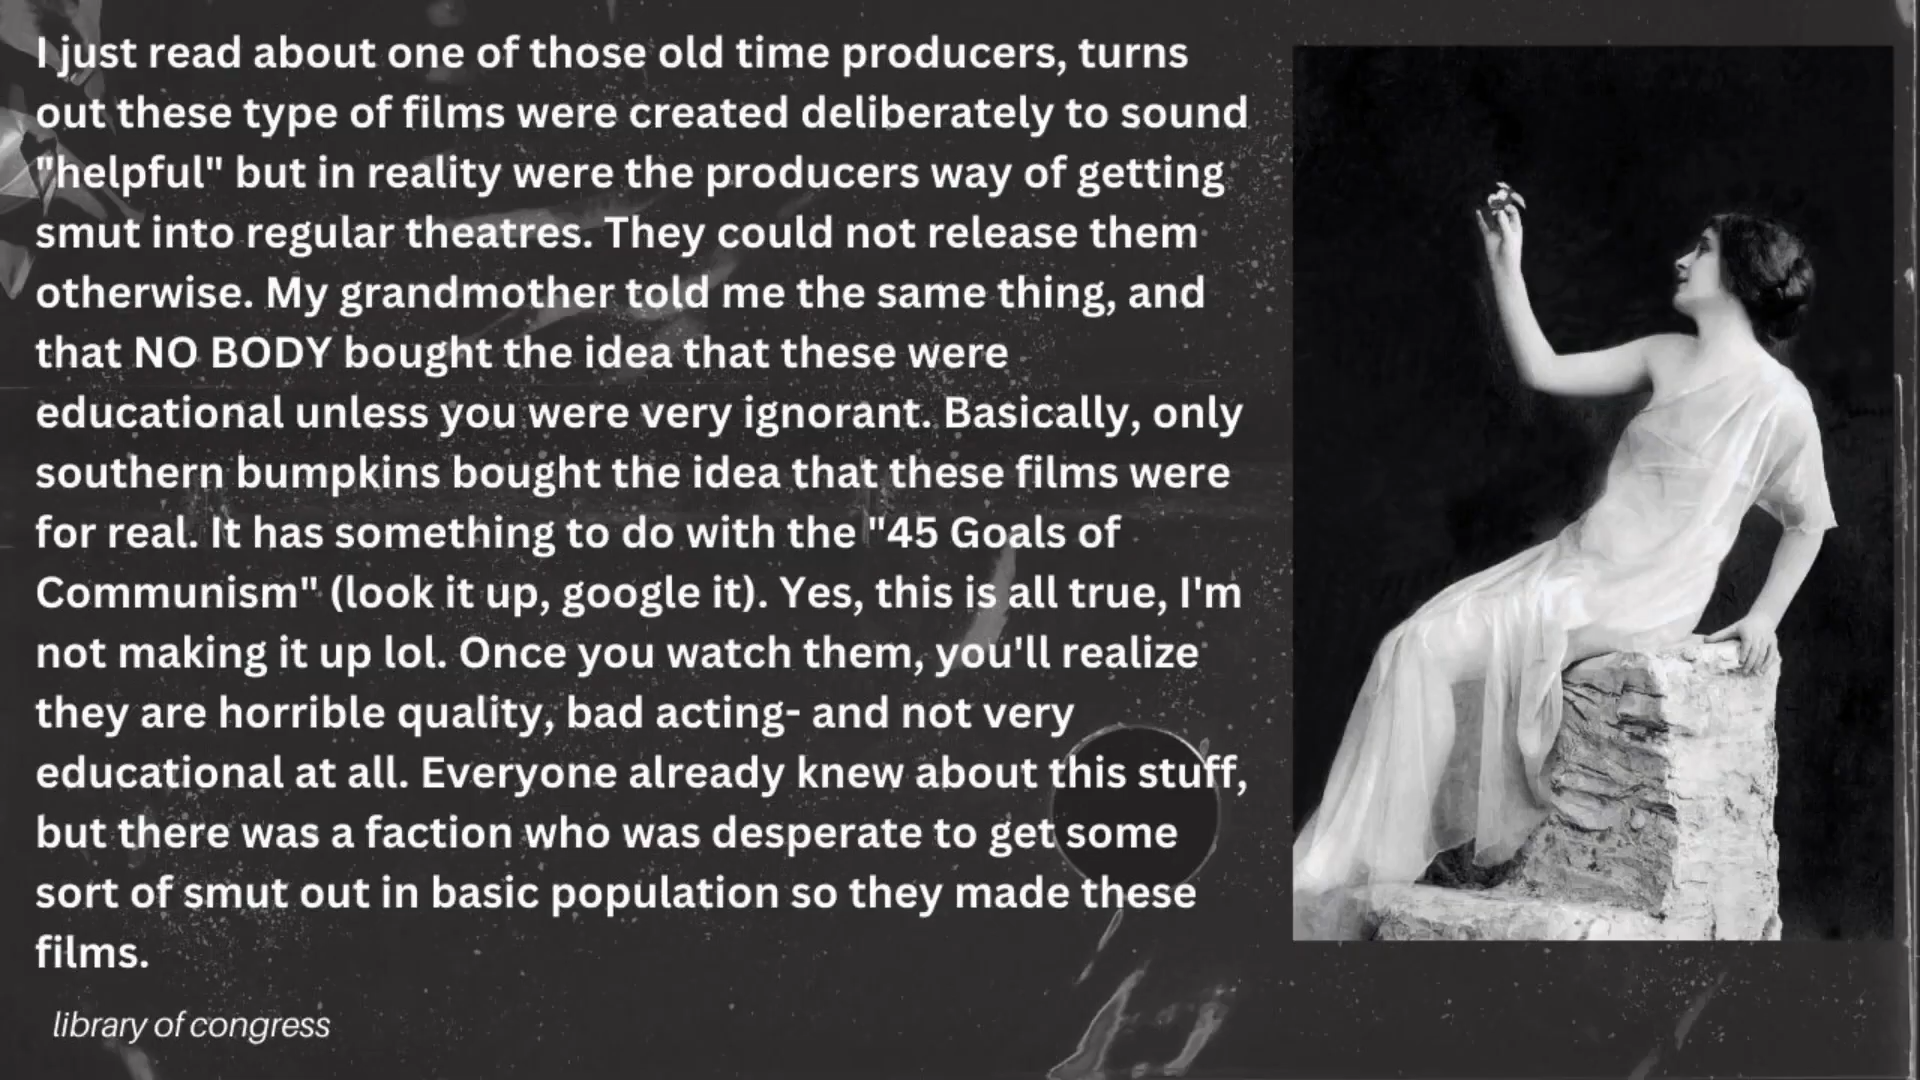 I just read about one of those old time producers, turns
out these type of films were created deliberately to sound
"helpful" but in reality were the producers way of getting
smut into regular theatres. They could not release them
otherwise. My grandmother told me the same thing, and
that NO BODY bought the idea that these were
educational unless you were very ignorant. Basically, only
southern bumpkins bought the idea that these films were
for real. It has something to do with the "45 Goals of
Communism" (look it up, google it). Yes, this is all true, I'm
not making it up lol. Once you watch them, you'll realize
they are horrible quality, bad acting- and not very
educational at all. Everyone already knew about this stuff,
but there was a faction who was desperate to get some
sort of smut out in basic population so they made these
films.
library of congress